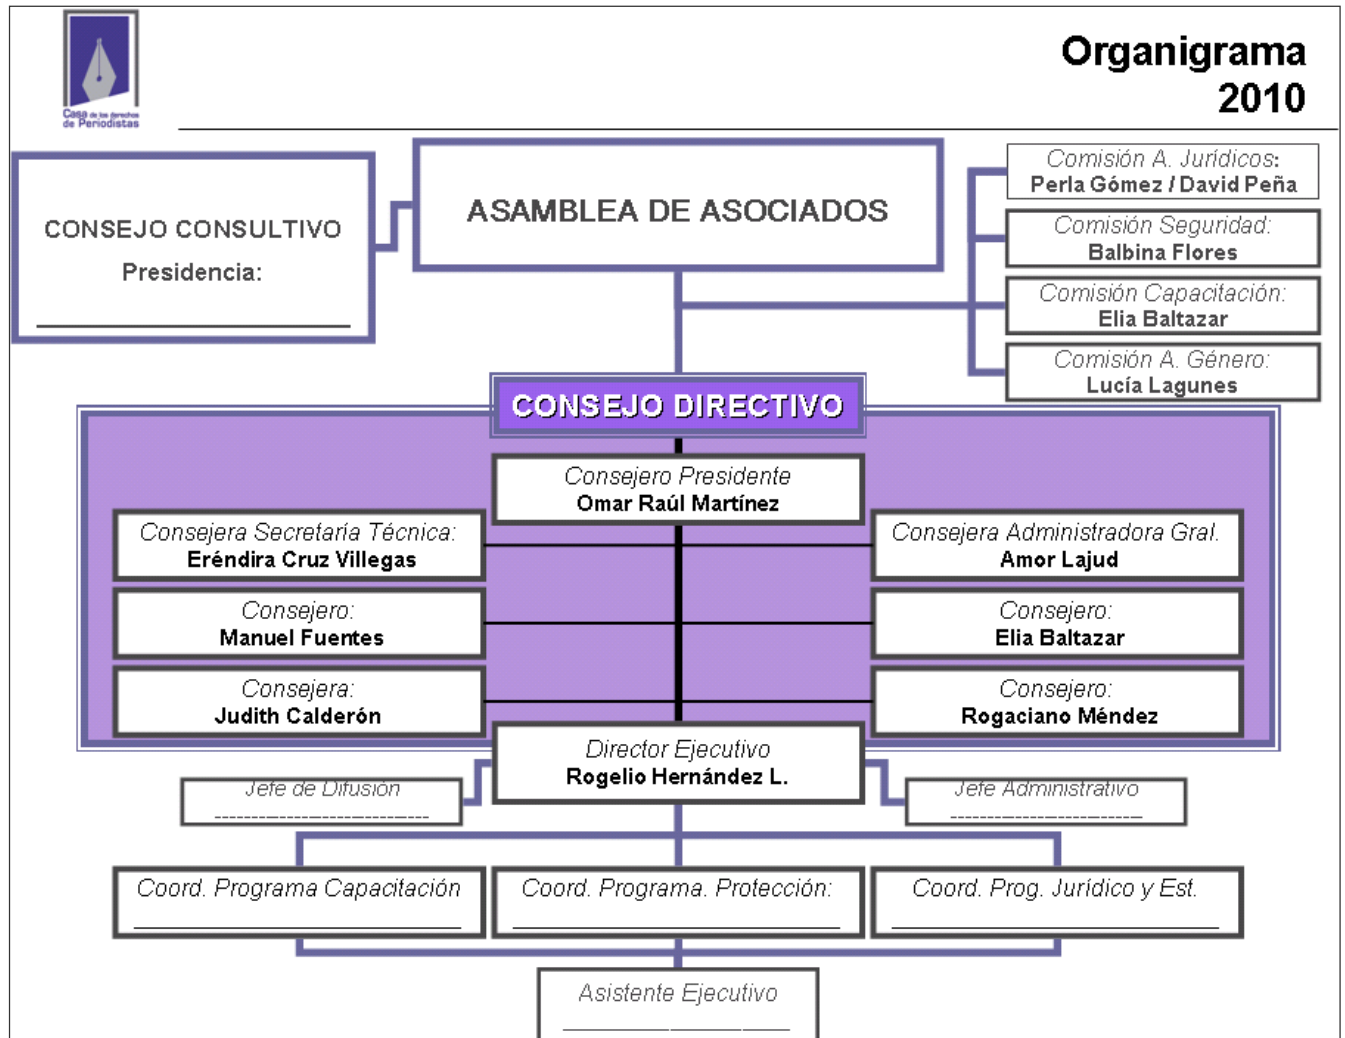 Casa de los derechos
de Periodistas
Organigrama
2010
CONSEJO CONSULTIVO
Presidencia:
ASAMBLEA DE ASOCIADOS
Comisión A. Jurídicos:
Perla Gómez / David Peña
Comisión Seguridad:
Balbina Flores
Comisión Capacitación:
Elia Baltazar
Comisión A. Género:
Lucía Lagunes
CONSEJO DIRECTIVO
Consejero Presidente
Omar Raúl Martínez
Consejera Secretaría Técnica:
Eréndira Cruz Villegas
Consejera Administradora Gral.
Amor Lajud
Consejero:
Manuel Fuentes
Consejero:
Elia Baltazar
Consejera:
Judith Calderón
Consejero:
Rogaciano Méndez
Director Ejecutivo
Rogelio Hernández L.
Jefe de Difusión
Jefe Administrativo
Coord. Programa Capacitación
Coord. Programa. Protección:
Coord. Prog. Jurídico y Est.
Asistente Ejecutivo